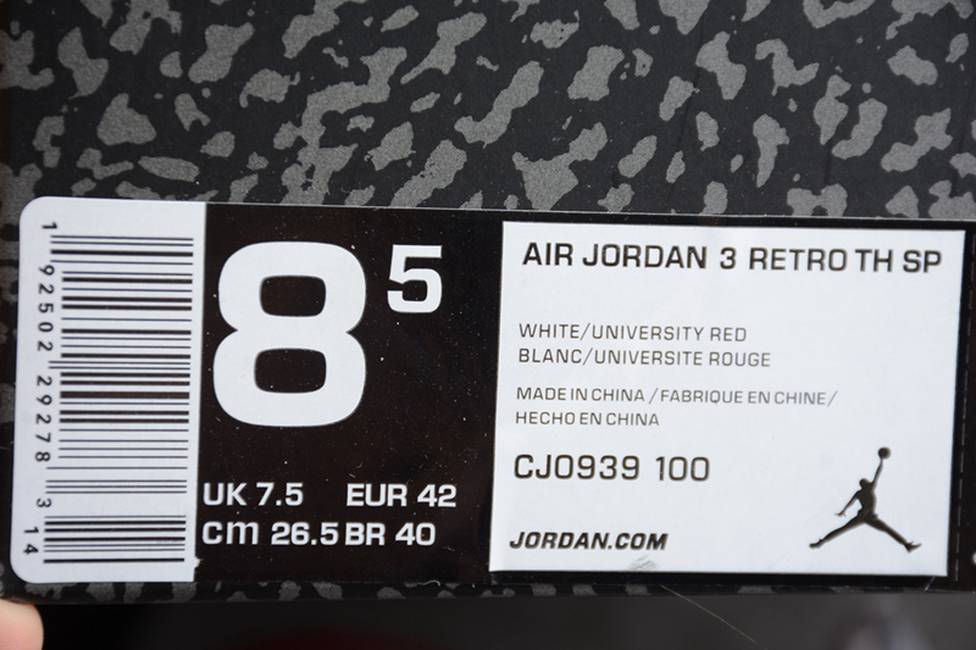 1 92502 29278 3
14
8 5
UK 7.5 EUR 42
cm 26.5 BR 40
AIR JORDAN 3 RETRO TH SP
WHITE/UNIVERSITY RED
BLANC/UNIVERSITE ROUGE
MADE IN CHINA / FABRIQUE EN CHINE/
HECHO EN CHINA
CJ0939 100
JORDAN.COM